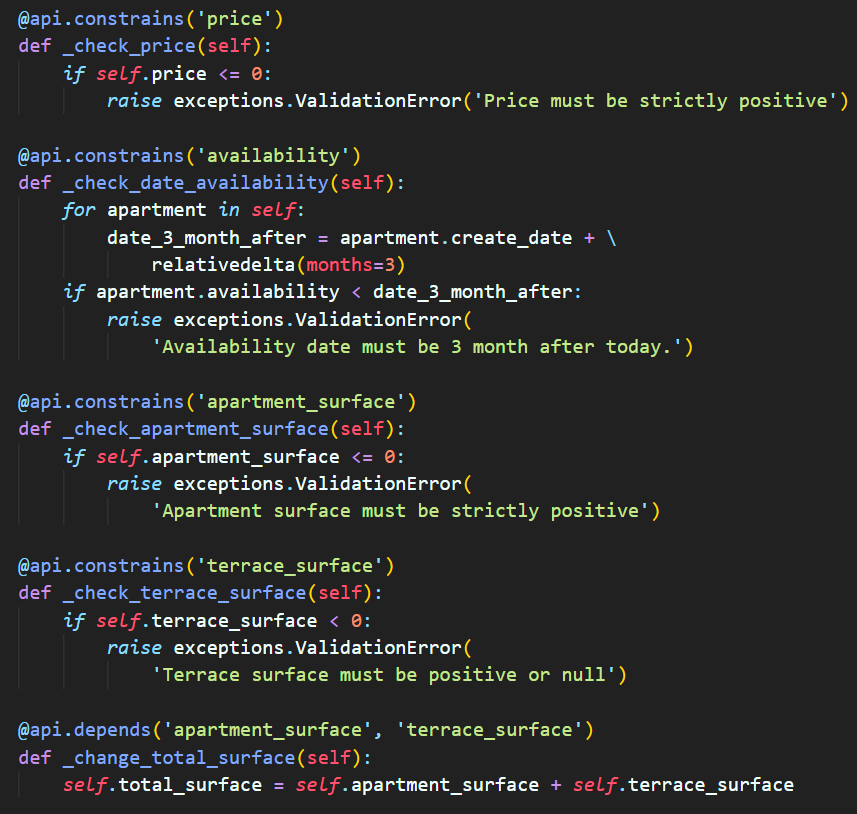 @api.constrains('price')
def _check_price(self):
    if self.price <= 0:
        raise exceptions.ValidationError('Price must be strictly positive')

@api.constrains('availability')
def _check_date_availability(self):
    for apartment in self:
        date_3_month_after = apartment.create_date + \
            relativedelta(months=3)
    if apartment.availability < date_3_month_after:
        raise exceptions.ValidationError(
            'Availability date must be 3 month after today.')

@api.constrains('apartment_surface')
def _check_apartment_surface(self):
    if self.apartment_surface <= 0:
        raise exceptions.ValidationError(
            'Apartment surface must be strictly positive')

@api.constrains('terrace_surface')
def _check_terrace_surface(self):
    if self.terrace_surface < 0:
        raise exceptions.ValidationError(
            'Terrace surface must be positive or null')

@api.depends('apartment_surface', 'terrace_surface')
def _change_total_surface(self):
    self.total_surface = self.apartment_surface + self.terrace_surface